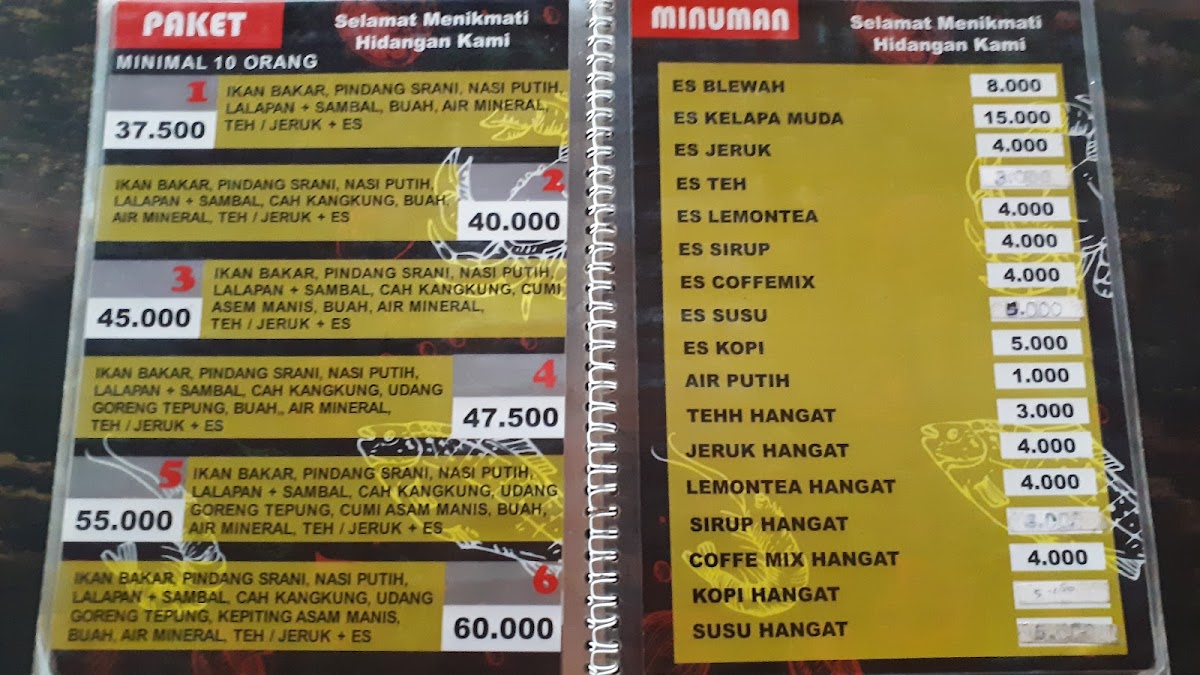 PAKET
Selamat Menikmati
Hidangan Kami
MINIMAL 10 ORANG
1
IKAN BAKAR, PINDANG SRANI, NASI PUTIH,
LALAPAN + SAMBAL, BUAH, AIR MINERAL,
TEH / JERUK + ES
37.500
IKAN BAKAR, PINDANG SRANI, NASI PUTIH,
LALAPAN + SAMBAL, CAH KANGKUNG, BUAH,
AIR MINERAL, TEH / JERUK + ES
2
40.000
3
IKAN BAKAR, PINDANG SRANI, NASI PUTIH,
LALAPAN + SAMBAL, CAH KANGKUNG, CUMI
ASEM MANIS, BUAH, AIR MINERAL,
TEH / JERUK + ES
45.000
IKAN BAKAR, PINDANG SRANI, NASI PUTIH,
LALAPAN + SAMBAL, CAH KANGKUNG, UDANG
GORENG TEPUNG, BUAH,, AIR MINERAL,
TEH / JERUK + ES
4
47.500
5
IKAN BAKAR, PINDANG SRANI, NASI PUTIH,
LALAPAN + SAMBAL, CAH KANGKUNG, UDANG
GORENG TEPUNG, CUMI ASAM MANIS, BUAH,
AIR MINERAL, TEH / JERUK + ES
55.000
IKAN BAKAR, PINDANG SRANI, NASI PUTIH,
LALAPAN + SAMBAL, CAH KANGKUNG, UDANG
GORENG TEPUNG, KEPITING ASAM MANIS,
BUAH, AIR MINERAL, TEH / JERUK + ES
6
60.000
MINUMAN
Selamat Menikmati
Hidangan Kami
ES BLEWAH 8.000
ES KELAPA MUDA 15.000
ES JERUK 4.000
ES TEH 3.000
ES LEMONTEA 4.000
ES SIRUP 4.000
ES COFFEMIX 4.000
ES SUSU 5.000
ES KOPI 5.000
AIR PUTIH 1.000
TEHH HANGAT 3.000
JERUK HANGAT 4.000
LEMONTEA HANGAT 4.000
SIRUP HANGAT
COFFE MIX HANGAT 4.000
KOPI HANGAT
SUSU HANGAT